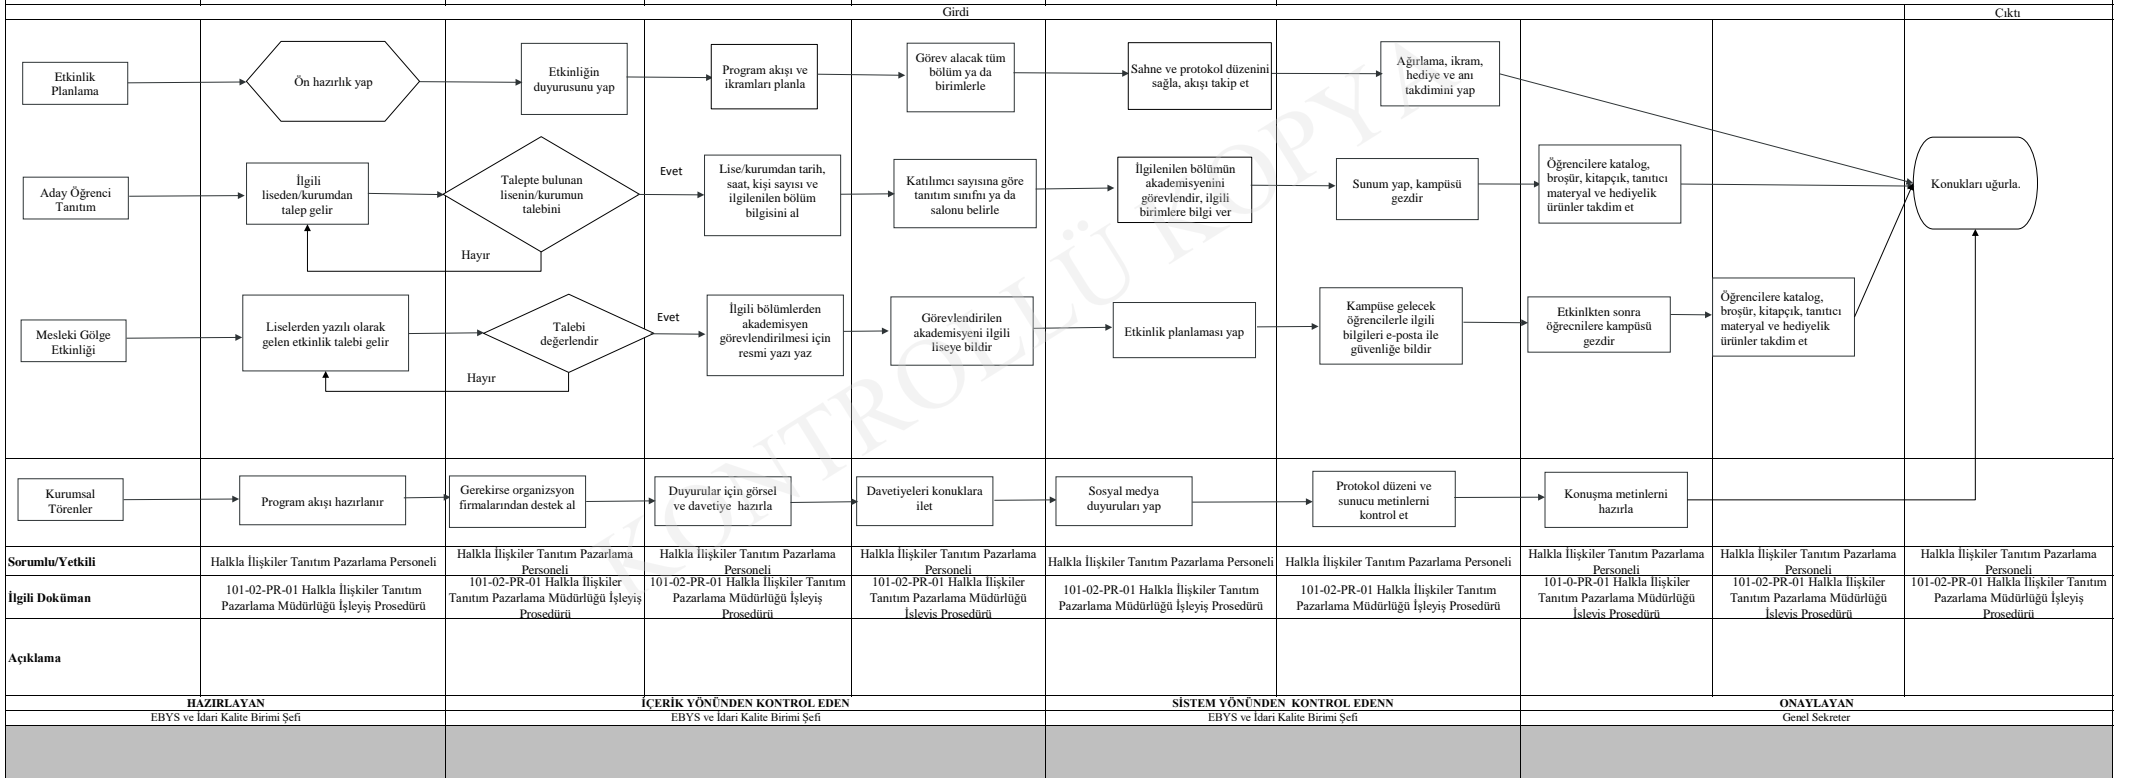 Girdi
Çıktı
Etkinlik
Planlama
Ön hazırlık yap
Etkinliğin
duyurusunu yap
Program akışı ve
ikramları planla
Görev alacak tüm
bölüm ya da
birimlerle
Sahne ve protokol düzenini
sağla, akışı takip et
Ağırlama, ikram,
hediye ve anı
takdimini yap
Aday Öğrenci
Tanıtım
İlgili
liseden/kurumdan
talep gelir
Talepte bulunan
lisenin/kurumun
talebini
Evet
Hayır
Lise/kurumdan tarih,
saat, kişi sayısı ve
ilgilenilen bölüm
bilgisini al
Katılımcı sayısına göre
tanıtım sınıfnı ya da
salonu belirle
İlgilenilen bölümün
akademisyenini
görevlendir, ilgili
birimlere bilgi ver
Sunum yap, kampüsü
gezdir
Öğrencilere katalog,
broşür, kitapçık, tanıtıcı
materyal ve hediyelik
ürünler takdim et
Konukları uğurla.
Mesleki Gölge
Etkinliği
Liselerden yazılı olarak
gelen etkinlik talebi gelir
Talebi
değerlendir
Evet
Hayır
İlgili bölümlerden
akademisyen
görevlendirilmesi için
resmi yazı yaz
Görevlendirilen
akademisyeni ilgili
liseye bildir
Etkinlik planlaması yap
Kampüse gelecek
öğrencilerle ilgili
bilgileri e-posta ile
güvenliğe bildir
Etkinlkten sonra
öğrecnilere kampüsü
gezdir
Öğrencilere katalog,
broşür, kitapçık, tanıtıcı
materyal ve hediyelik
ürünler takdim et
Kurumsal
Törenler
Program akışı hazırlanır
Gerekirse organizsyon
firmalarından destek al
Duyurular için görsel
ve davetiye hazırla
Davetiyeleri konuklara
ilet
Sosyal medya
duyuruları yap
Protokol düzeni ve
sunucu metinlerni
kontrol et
Konuşma metinlerni
hazırla
KONTROLLÜ KOPYA
Sorumlu/Yetkili
Halkla İlişkiler Tanıtım Pazarlama Personeli
Halkla İlişkiler Tanıtım Pazarlama
Personeli
Halkla İlişkiler Tanıtım Pazarlama
Personeli
Halkla İlişkiler Tanıtım Pazarlama
Personeli
Halkla İlişkiler Tanıtım Pazarlama Personeli
Halkla İlişkiler Tanıtım Pazarlama Personeli
Halkla İlişkiler Tanıtım Pazarlama
Personeli
Halkla İlişkiler Tanıtım Pazarlama
Personeli
Halkla İlişkiler Tanıtım Pazarlama
Personeli
İlgili Doküman
101-02-PR-01 Halkla İlişkiler Tanıtım
Pazarlama Müdürlüğü İşleyiş Prosedürü
101-02-PR-01 Halkla İlişkiler
Tanıtım Pazarlama Müdürlüğü İşleyiş
Prosedürü
101-02-PR-01 Halkla İlişkiler Tanıtım
Pazarlama Müdürlüğü İşleyiş
Prosedürü
101-02-PR-01 Halkla İlişkiler
Tanıtım Pazarlama Müdürlüğü
İşleyiş Prosedürü
101-02-PR-01 Halkla İlişkiler Tanıtım
Pazarlama Müdürlüğü İşleyiş Prosedürü
101-02-PR-01 Halkla İlişkiler Tanıtım
Pazarlama Müdürlüğü İşleyiş Prosedürü
101-0-PR-01 Halkla İlişkiler
Tanıtım Pazarlama Müdürlüğü
İşleyiş Prosedürü
101-02-PR-01 Halkla İlişkiler
Tanıtım Pazarlama Müdürlüğü
İşleyiş Prosedürü
101-02-PR-01 Halkla İlişkiler Tanıtım
Pazarlama Müdürlüğü İşleyiş
Prosedürü
Açıklama
HAZIRLAYAN
İÇERİK YÖNÜNDEN KONTROL EDEN
SİSTEM YÖNÜNDEN KONTROL EDENN
ONAYLAYAN
EBYS ve İdari Kalite Birimi Şefi
EBYS ve İdari Kalite Birimi Şefi
EBYS ve İdari Kalite Birimi Şefi
Genel Sekreter